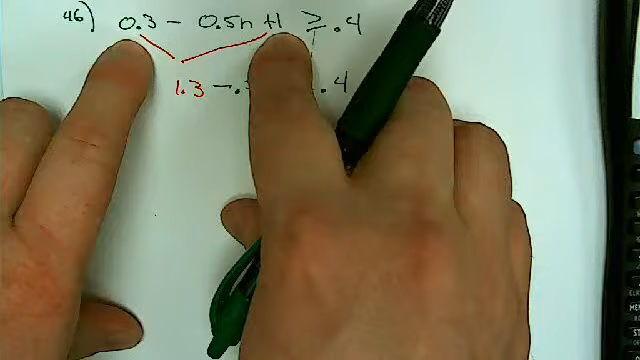 46) 0.3 - 0.5n +1 ≥ .4
1.3 - . .4